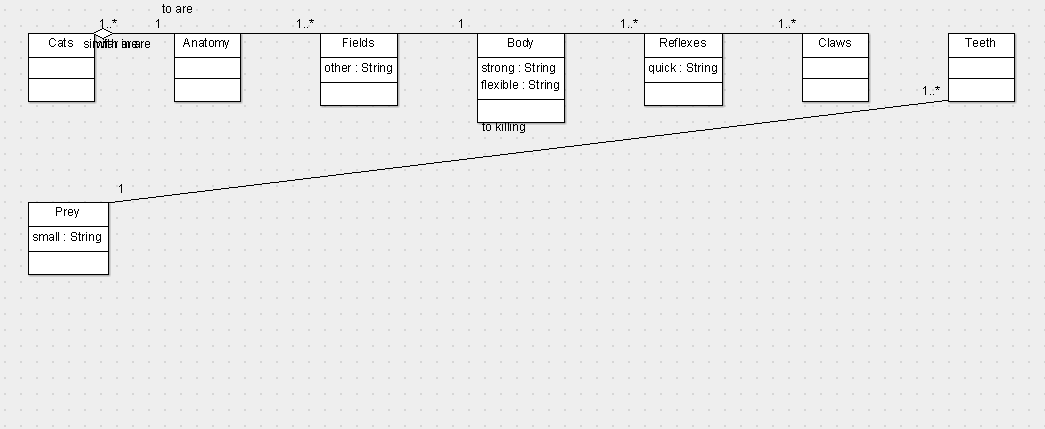 to are
1..*
1
1..*
1
1..*
1..*
Cats
Anatomy
Fields
Body
Reflexes
Claws
Teeth
other : String
strong : String
quick : String
flexible : String
1..*
to killing
1
Prey
small : String